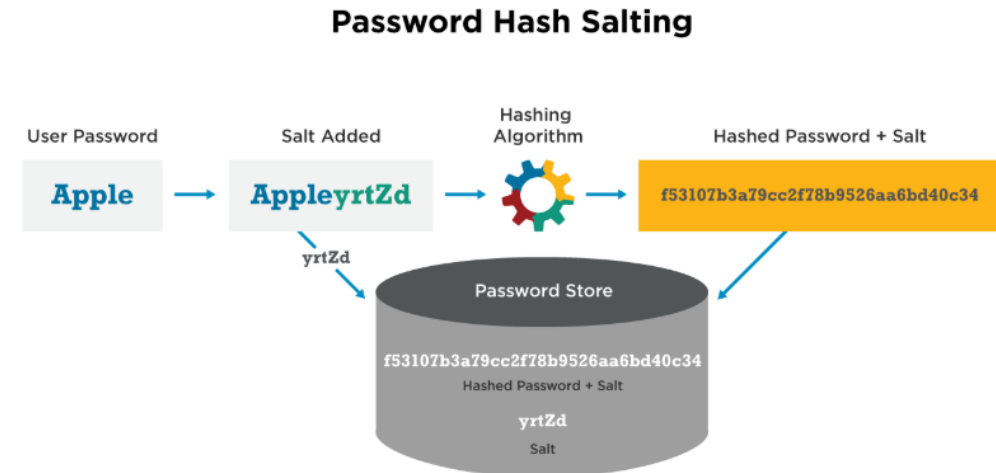 Password Hash Salting
User Password
Salt Added
Hashing
Algorithm
Hashed Password + Salt
Apple
AppleyrtZd
f53107b3a79cc2f78b9526aa6bd40c34
yrtZd
Password Store
f53107b3a79cc2f78b9526aa6bd40c34
Hashed Password + Salt
yrtZd
Salt